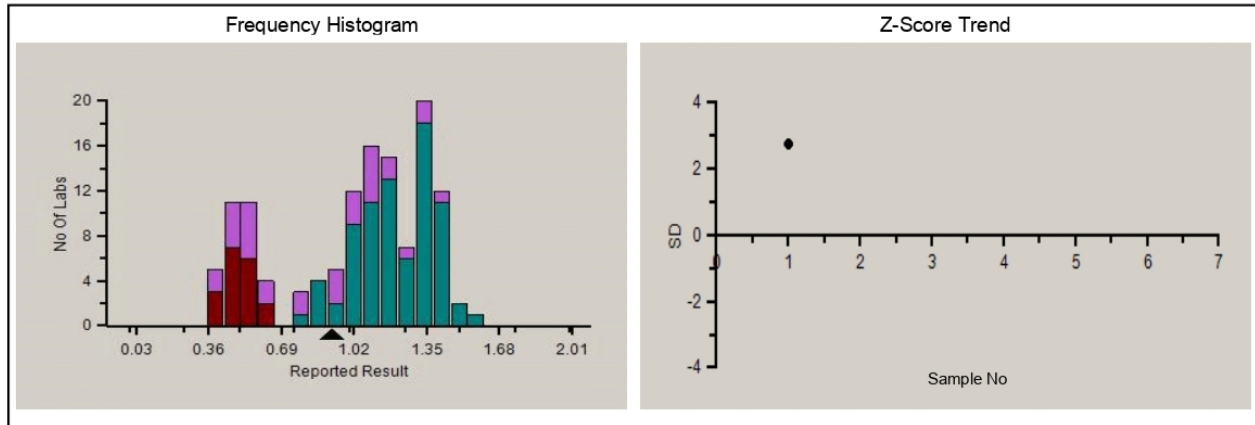 Frequency Histogram
20
16
12
8
4
0
No Of Labs
0.03 0.36 0.69 1.02 1.35 1.68 2.01
Reported Result
Z-Score Trend
4
2
0
-2
-4
SD
0 1 2 3 4 5 6 7
Sample No